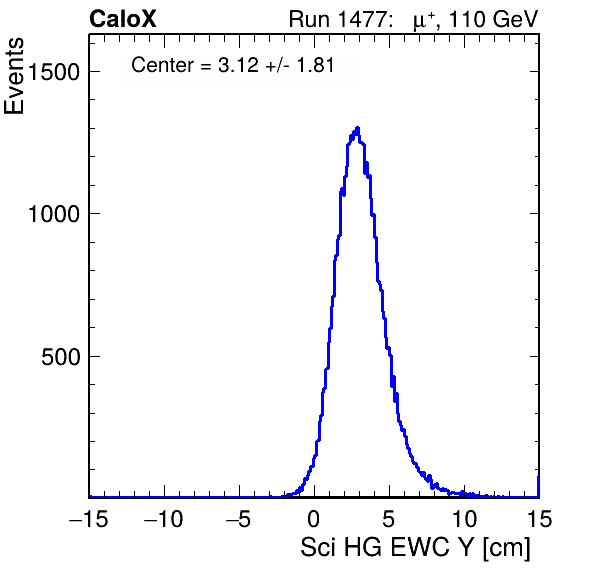 CaloX Run 1477: μ⁺, 110 GeV
Center = 3.12 +/- 1.81
Events
1500
1000
500
−15 −10 −5 0 5 10 15
Sci HG EWC Y [cm]